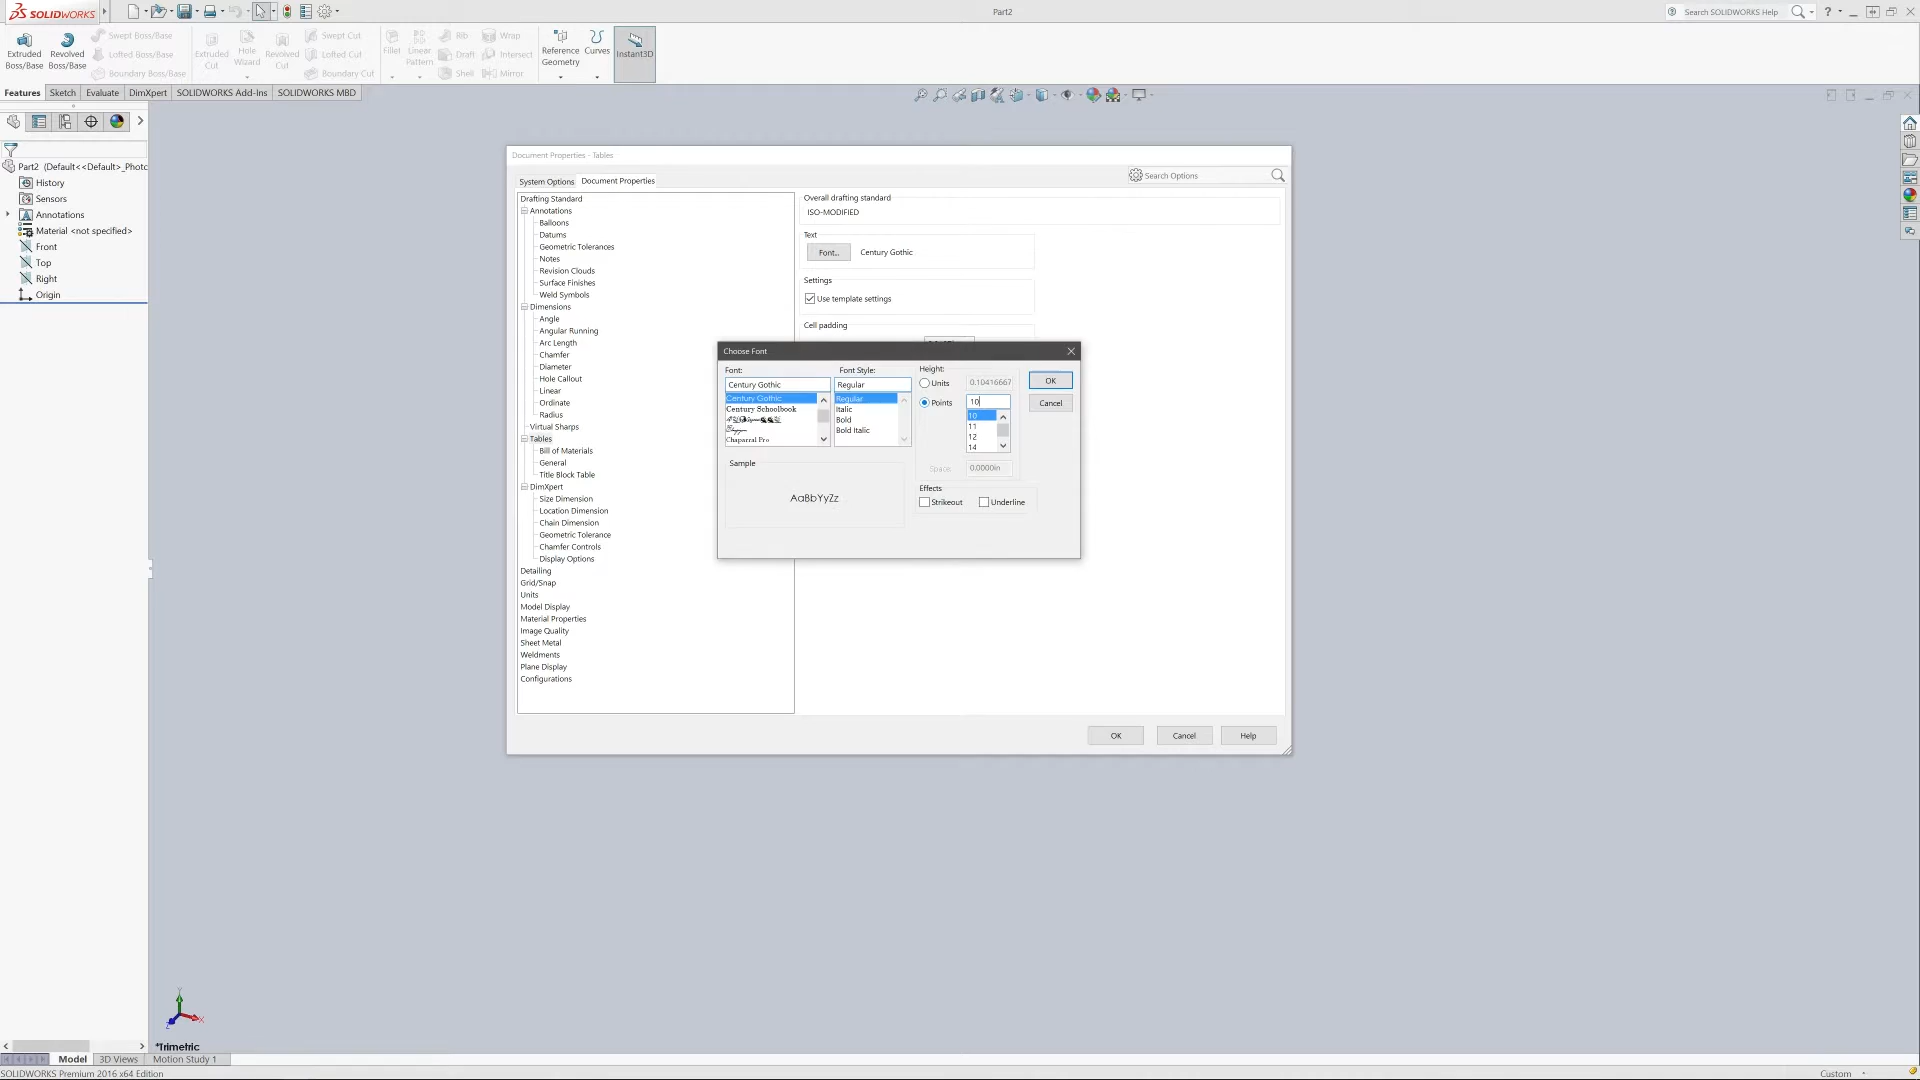 SOLIDWORKS
Part2
Search SOLIDWORKS Help
?
Extruded Boss/Base
Revolved Boss/Base
Swept Boss/Base
Lofted Boss/Base
Boundary Boss/Base
Extruded Cut
Hole Wizard
Revolved Cut
Swept Cut
Lofted Cut
Boundary Cut
Fillet
Linear Pattern
Rib
Draft
Shell
Wrap
Intersect
Mirror
Reference Geometry
Curves
Instant3D
Features
Sketch
Evaluate
DimXpert
SOLIDWORKS Add-Ins
SOLIDWORKS MBD
Part2 (Default<<Default>_Photo
History
Sensors
Annotations
Material <not specified>
Front
Top
Right
Origin
Document Properties - Tables
System Options
Document Properties
Search Options
Drafting Standard
Annotations
Balloons
Datums
Geometric Tolerances
Notes
Revision Clouds
Surface Finishes
Weld Symbols
Dimensions
Angle
Angular Running
Arc Length
Chamfer
Diameter
Hole Callout
Linear
Ordinate
Radius
Virtual Sharps
Tables
Bill of Materials
General
Title Block Table
DimXpert
Size Dimension
Location Dimension
Chain Dimension
Geometric Tolerance
Chamfer Controls
Display Options
Detailing
Grid/Snap
Units
Model Display
Material Properties
Image Quality
Sheet Metal
Weldments
Plane Display
Configurations
Overall drafting standard
ISO-MODIFIED
Text
Font...
Century Gothic
Settings
Use template settings
Cell padding
Choose Font
Font:
Century Gothic
Century Gothic
Century Schoolbook
Chaparral Pro
Font Style:
Regular
Regular
Italic
Bold
Bold Italic
Height:
Units
0.10416667
Points
10
10
11
12
14
Space:
0.0000in
OK
Cancel
Sample
AaBbYyZz
Effects
Strikeout
Underline
OK
Cancel
Help
Y
X
Z
*Trimetric
Model
3D Views
Motion Study 1
SOLIDWORKS Premium 2016 x64 Edition
Custom